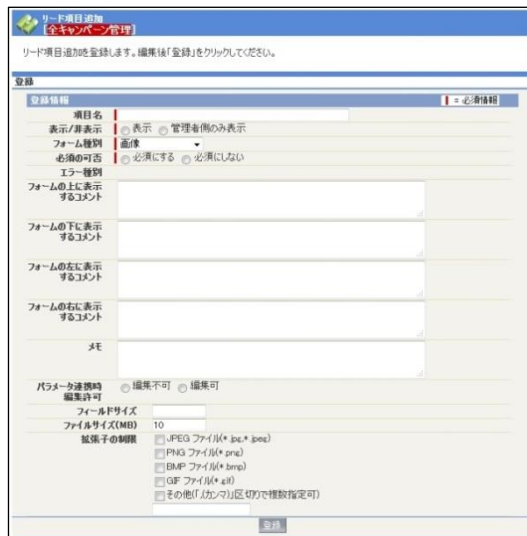 リード項目追加
[全キャンペーン管理]
リード項目追加を登録します。編集後「登録」をクリックしてください。
登録
登録情報
= 必須情報
項目名
表示/非表示 表示 管理者側のみ表示
フォーム種別 画像
必須の可否 必須にする 必須にしない
エラー種別
フォームの上に表示
するコメント
フォームの下に表示
するコメント
フォームの左に表示
するコメント
フォームの右に表示
するコメント
メモ
パラメータ連携時
編集許可
編集不可 編集可
フィールドサイズ
ファイルサイズ(MB) 10
拡張子の制限 JPEG ファイル(*.jpg,*.jpeg)
PNG ファイル(*.png)
BMP ファイル(*.bmp)
GIF ファイル(*.gif)
その他(「,(カンマ)」区切りで複数指定可)
登録